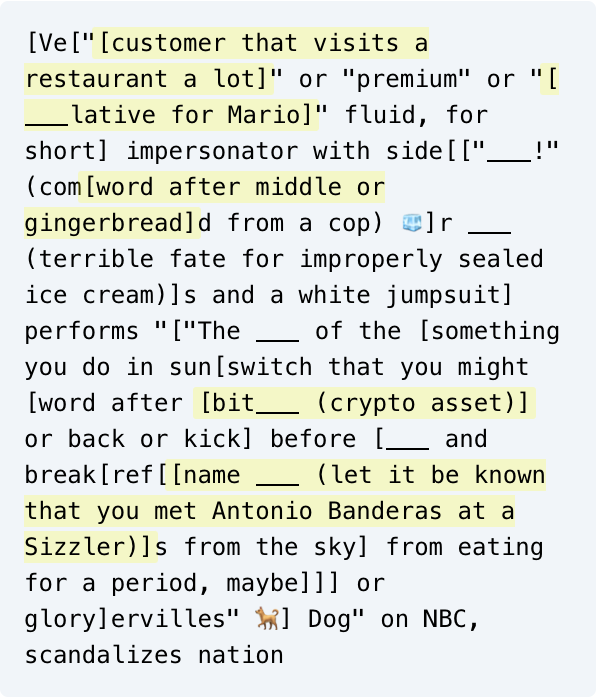 [Ve["[customer that visits a
restaurant a lot]" or "premium" or "[
___lative for Mario]" fluid, for
short] impersonator with side[["___!"
(com[word after middle or
gingerbread]d from a cop) 🧊]r ___
(terrible fate for improperly sealed
ice cream)]s and a white jumpsuit]
performs "["The ___ of the [something
you do in sun[switch that you might
[word after [bit___ (crypto asset)]
or back or kick] before [___ and
break[ref[[name ___ (let it be known
that you met Antonio Banderas at a
Sizzler)]s from the sky] from eating
for a period, maybe]]] or
glory]ervilles" 🐕] Dog" on NBC,
scandalizes nation